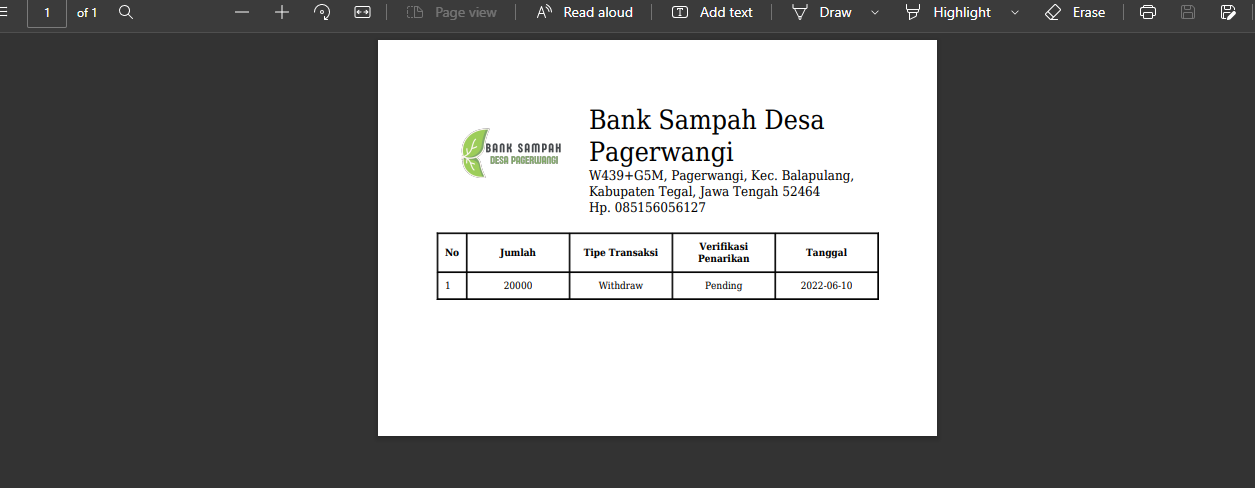 1 of 1 Page view Read aloud Add text Draw Highlight Erase
Bank Sampah Desa
Pagerwangi
BANK SAMPAH
DESA PAGERWANGI
W439+G5M, Pagerwangi, Kec. Balapulang,
Kabupaten Tegal, Jawa Tengah 52464
Hp. 085156056127
No Jumlah Tipe Transaksi Verifikasi Penarikan Tanggal
1 20000 Withdraw Pending 2022-06-10